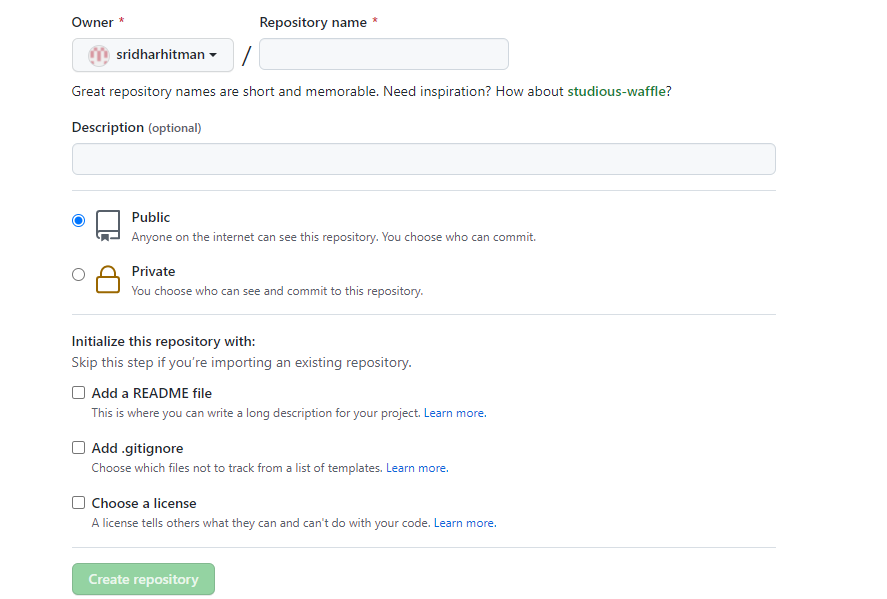 Owner * Repository name *
sridharhitman /
Great repository names are short and memorable. Need inspiration? How about studious-waffle?
Description (optional)
Public
Anyone on the internet can see this repository. You choose who can commit.
Private
You choose who can see and commit to this repository.
Initialize this repository with:
Skip this step if you're importing an existing repository.
Add a README file
This is where you can write a long description for your project. Learn more.
Add .gitignore
Choose which files not to track from a list of templates. Learn more.
Choose a license
A license tells others what they can and can't do with your code. Learn more.
Create repository